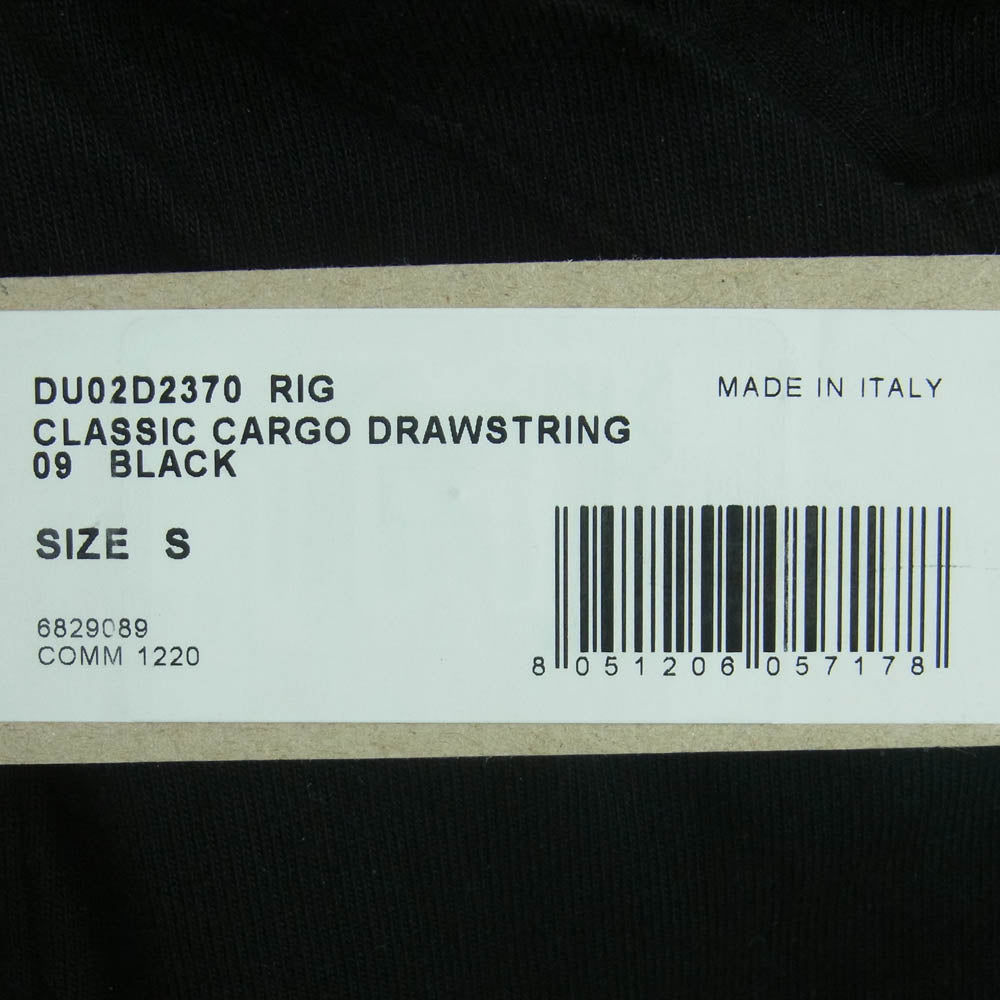 DU02D2370 RIG
MADE IN ITALY
CLASSIC CARGO DRAWSTRING
09 BLACK
SIZE S
6829089
COMM 1220
8 051206 057178